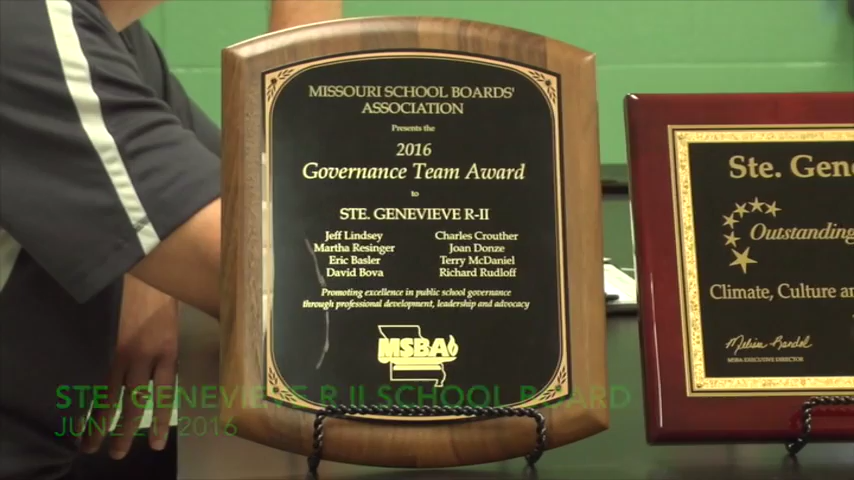 MISSOURI SCHOOL BOARDS'
ASSOCIATION
Presents the
2016
Governance Team Award
to
STE. GENEVIEVE R-II
Jeff Lindsey Charles Crouther
Martha Resinger Joan Donze
Eric Basler Terry McDaniel
David Bova Richard Rudloff
Promoting excellence in public school governance
through professional development, leadership and advocacy
MSBA
Ste. Gen
Outstanding
Climate, Culture an
MSBA EXECUTIVE DIRECTOR
STE. GENEVIEVE R II SCHOOL BOARD
JUNE 21, 2016